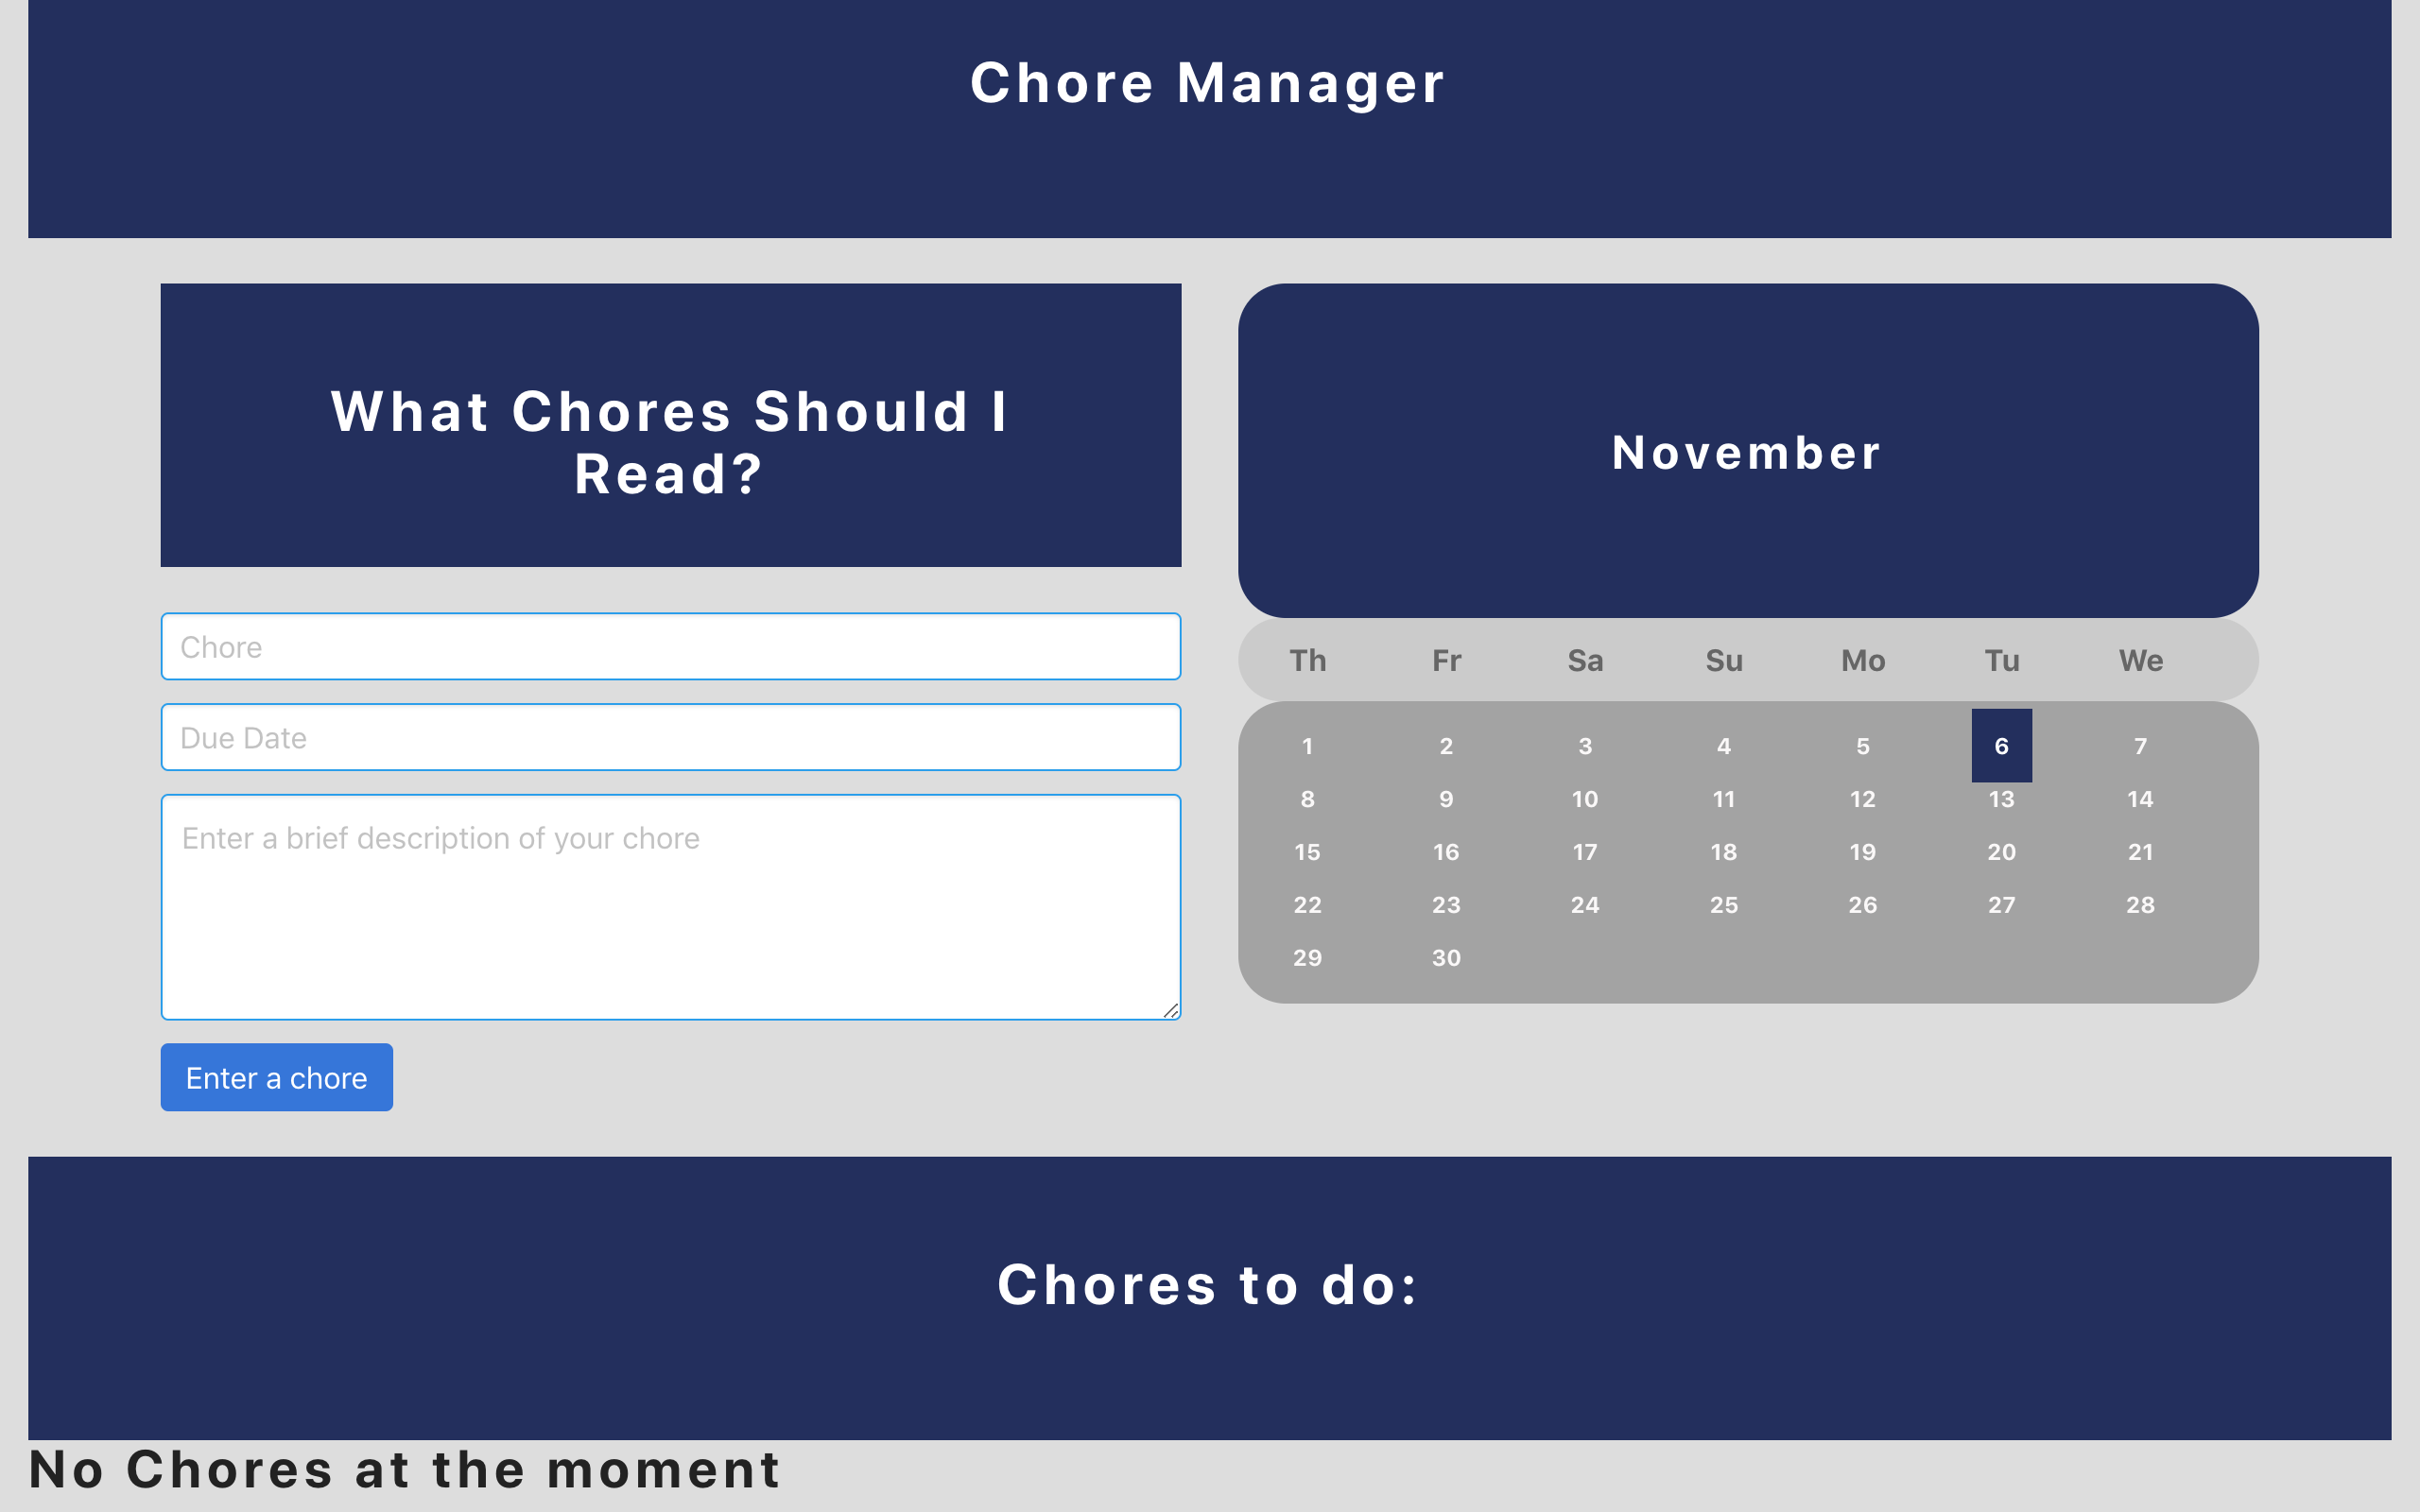 Chore Manager
What Chores Should I
Read?
Chore
Due Date
Enter a brief description of your chore
Enter a chore
November
Th Fr Sa Su Mo Tu We
1 2 3 4 5 6 7
8 9 10 11 12 13 14
15 16 17 18 19 20 21
22 23 24 25 26 27 28
29 30
Chores to do:
No Chores at the moment